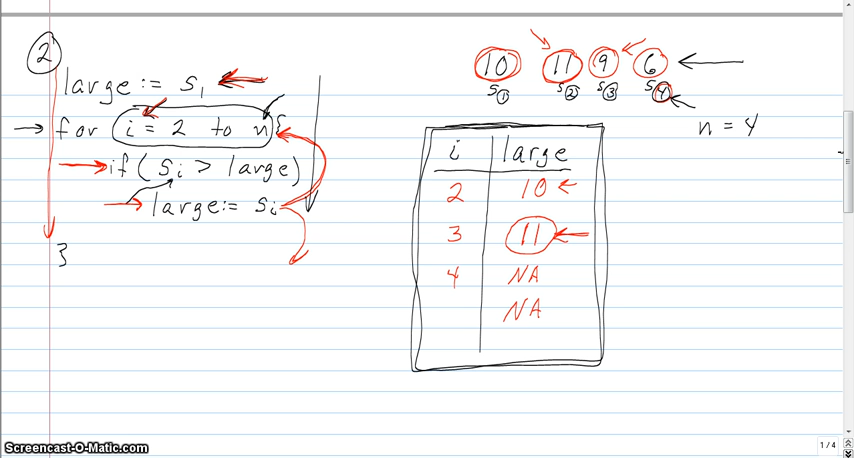 2
large := s1
for i = 2 to n {
if ( si > large)
large := si
}
10 11 9 6
s1 s2 s3 s4
n = 4
i large
2 10
3 11
4 NA
NA
1 / 4
Screencast-O-Matic.com